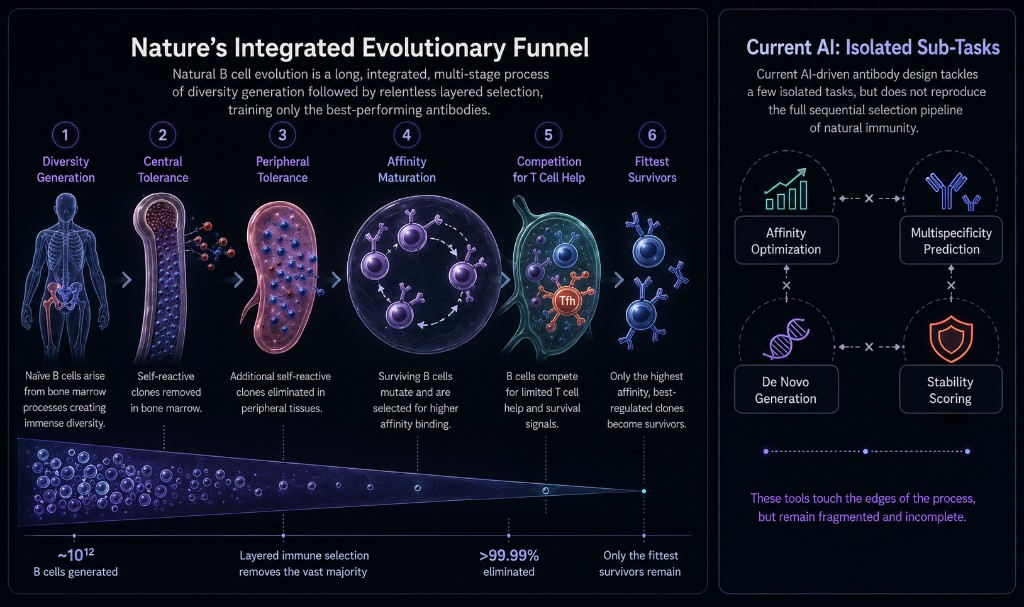 Nature's Integrated Evolutionary Funnel
Natural B cell evolution is a long, integrated, multi-stage process
of diversity generation followed by relentless layered selection,
training only the best-performing antibodies.
1
Diversity
Generation
2
Central
Tolerance
3
Peripheral
Tolerance
4
Affinity
Maturation
5
Competition
for T Cell Help
6
Fittest
Survivors
Tfh
Naïve B cells arise
from bone marrow
processes creating
immense diversity.
Self-reactive
clones removed
in bone marrow.
Additional self-reactive
clones eliminated in
peripheral tissues.
Surviving B cells
mutate and are
selected for higher
affinity binding.
B cells compete
for limited T cell
help and survival
signals.
Only the highest
affinity, best-
regulated clones
become survivors.
~10¹²
B cells generated
Layered immune selection
removes the vast majority
>99.99%
eliminated
Only the fittest
survivors remain
Current AI: Isolated Sub-Tasks
Current AI-driven antibody design tackles
a few isolated tasks, but does not reproduce
the full sequential selection pipeline
of natural immunity.
Affinity
Optimization
Multispecificity
Prediction
De Novo
Generation
Stability
Scoring
These tools touch the edges of the process,
but remain fragmented and incomplete.